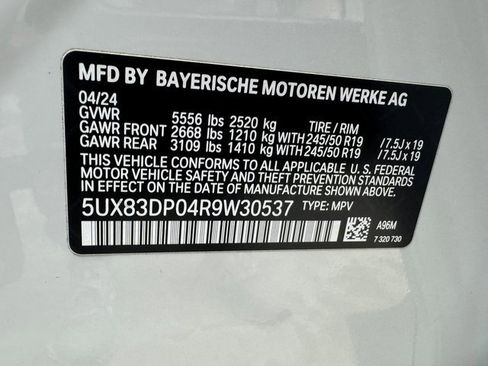 MFD BY BAYERISCHE MOTOREN WERKE AG
04/24
GVWR 5556 lbs 2520 kg TIRE / RIM
GAWR FRONT 2668 lbs 1210 kg WITH 245/50 R19 / 7.5J x 19
GAWR REAR 3109 lbs 1410 kg WITH 245/50 R19 / 7.5J x 19
THIS VEHICLE CONFORMS TO ALL APPLICABLE U. S. FEDERAL
MOTOR VEHICLE SAFETY AND THEFT PREVENTION STANDARDS
IN EFFECT ON THE DATE OF MANUFACTURE SHOWN ABOVE.
5UX83DP04R9W30537 TYPE: MPV
A96M
7 320 730